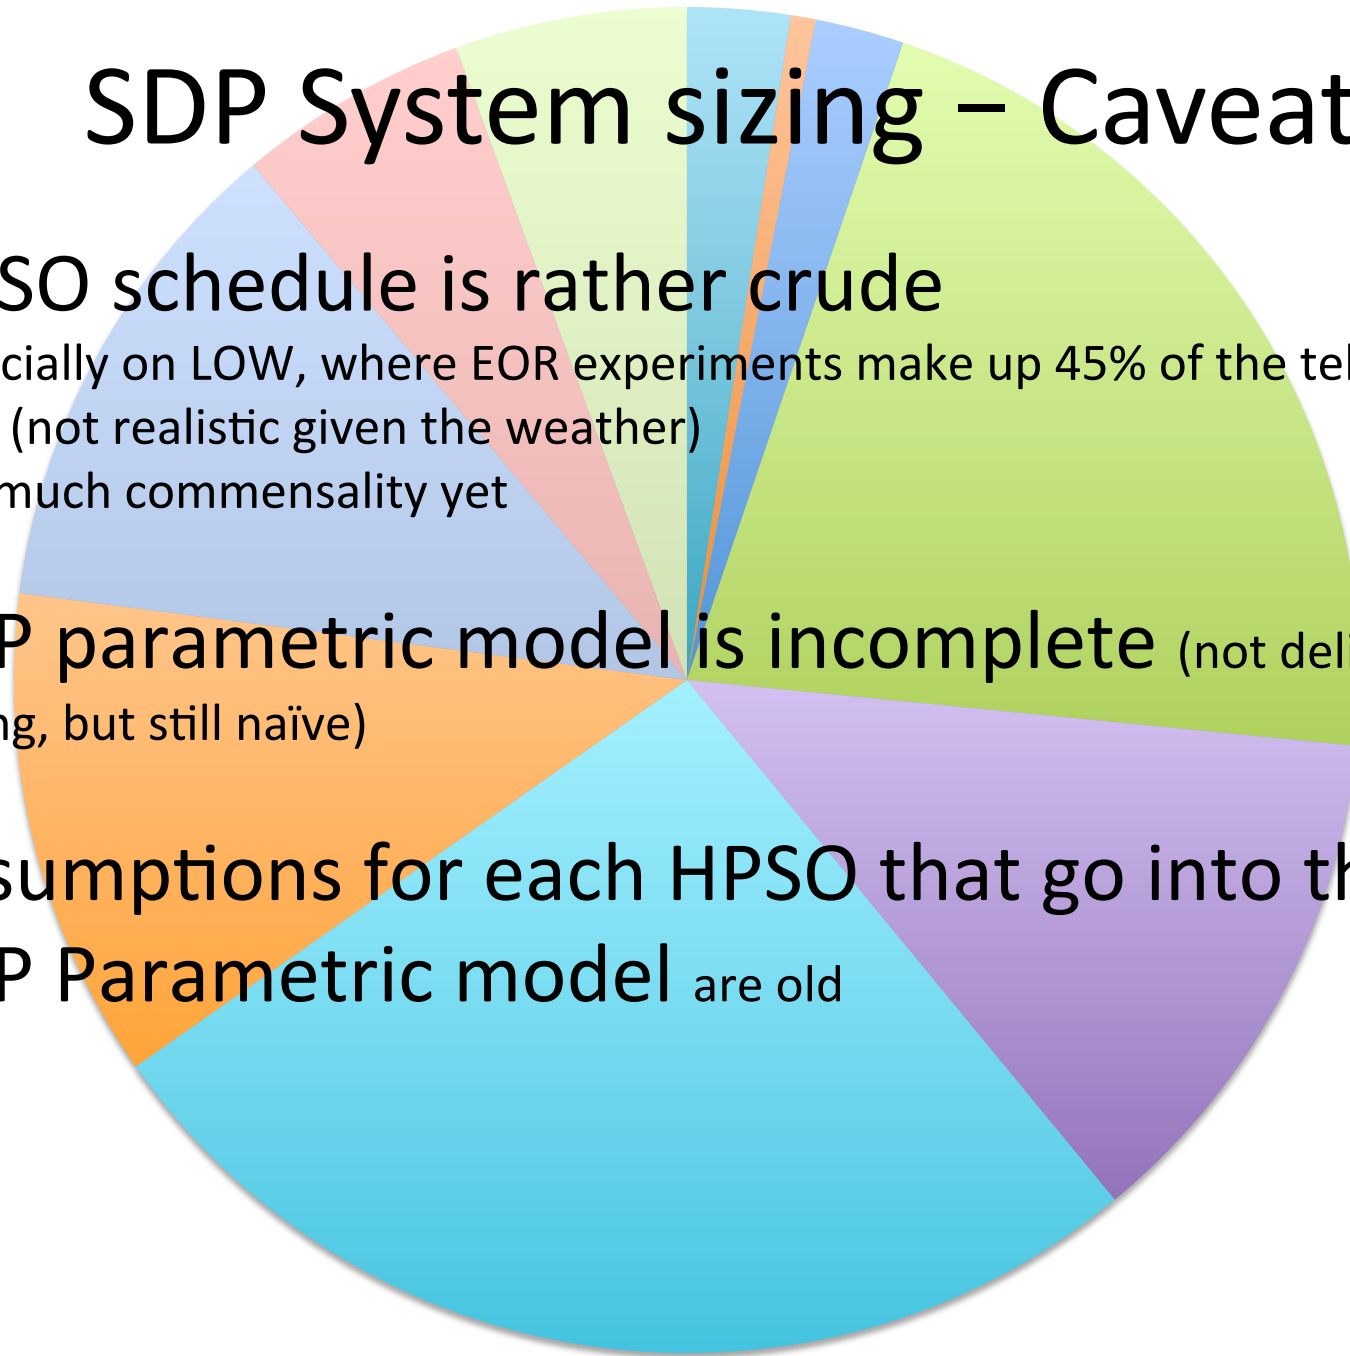 SDP System sizing – Caveat
SO schedule is rather crude
cially on LOW, where EOR experiments make up 45% of the tel
(not realistic given the weather)
much commensality yet
P parametric model is incomplete (not deli
ng, but still naïve)
sumptions for each HPSO that go into th
P Parametric model are old